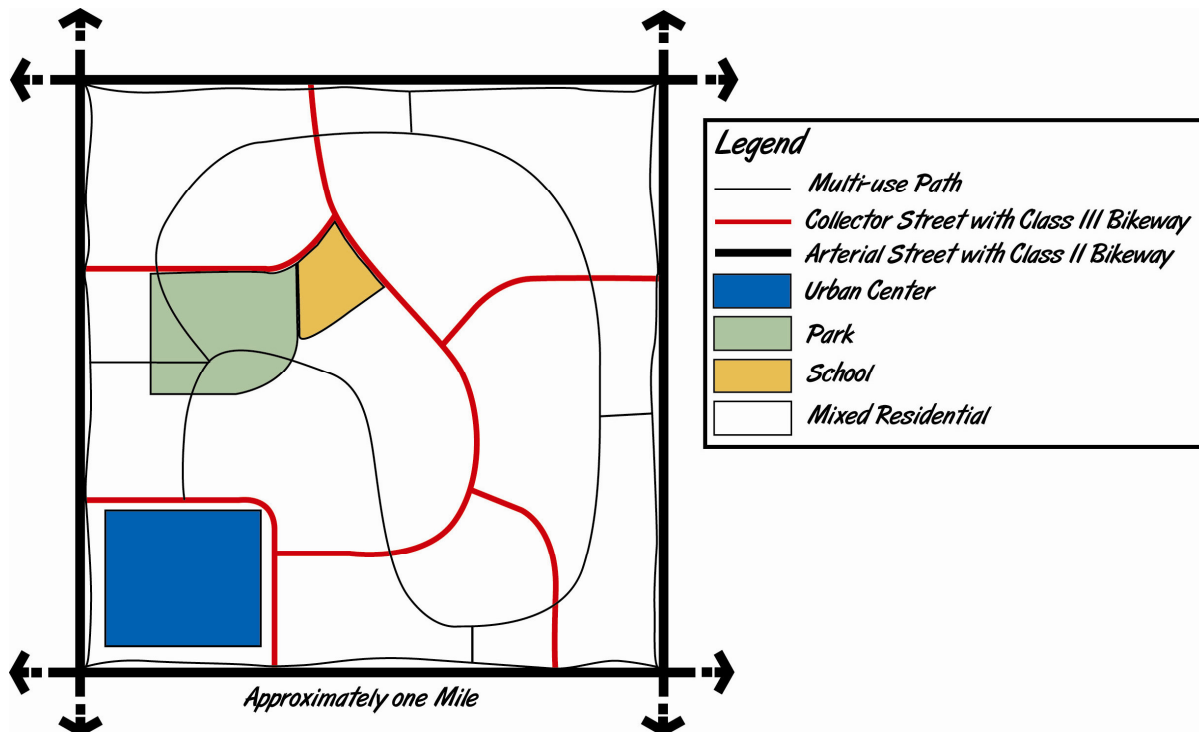 Legend
Multi-use Path
Collector Street with Class III Bikeway
Arterial Street with Class II Bikeway
Urban Center
Park
School
Mixed Residential
Approximately one Mile